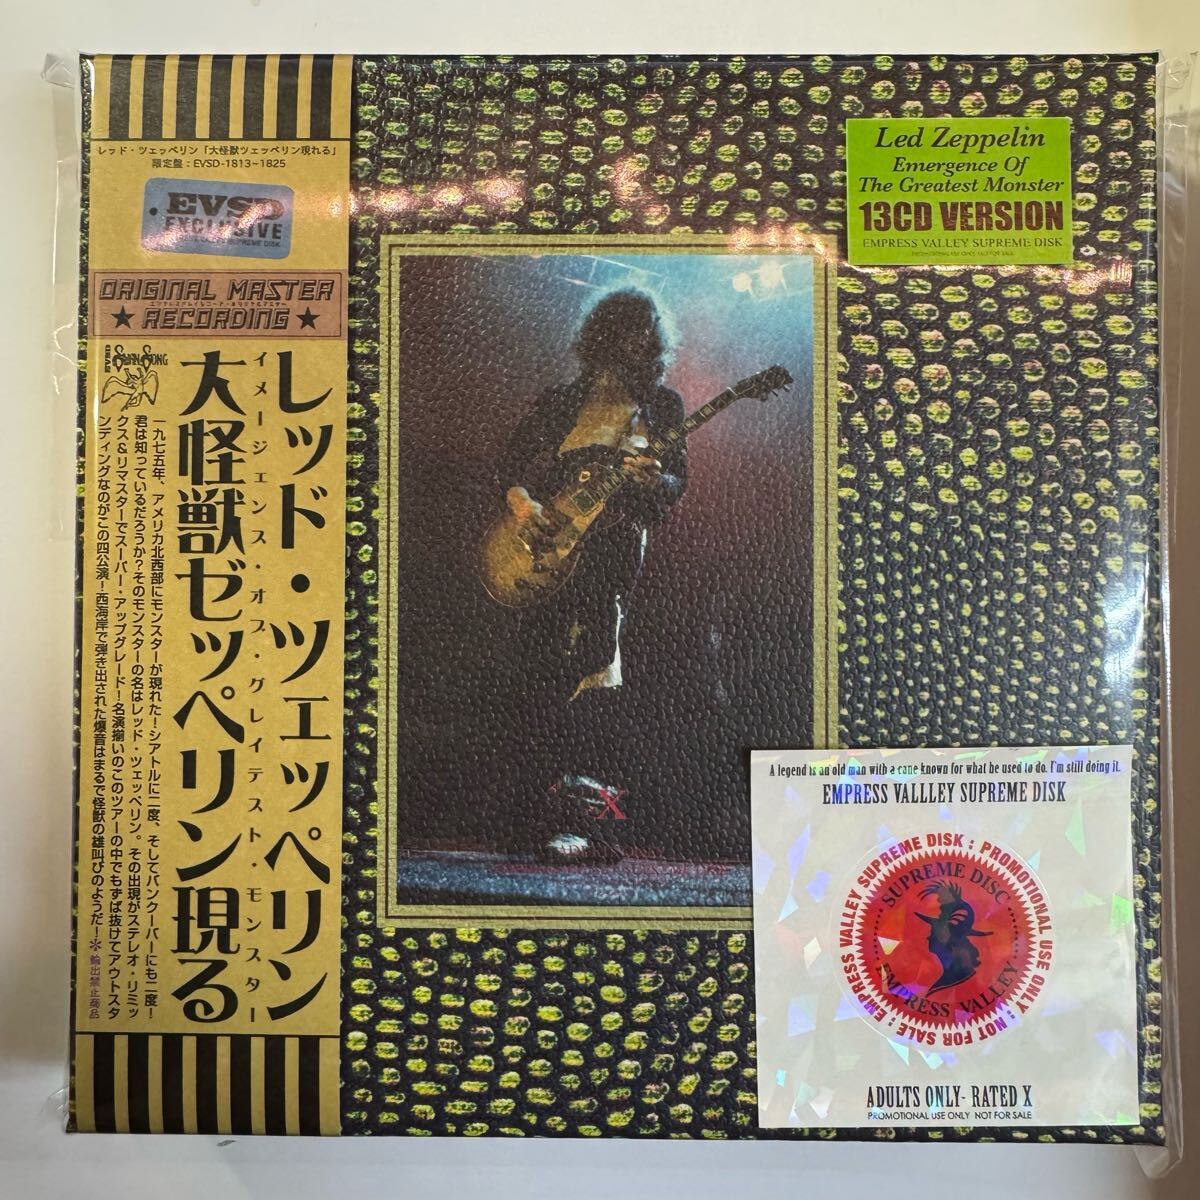 レッド・ツェッペリン「大怪獣ツェッペリン現れる」
限定盤：EVSD-1813~1825
EVSD
EXCLUSIVE
ORIGINAL MASTER
★ RECORDING ★
EVSD
SWAN SONG
レッド・ツェッペリン
イメージェンス・オブ・グレイテスト・モンスター
大怪獣ゼッペリン現る
一九七五年、アメリカ北西部にモンスターが現れた！シアトルに二度、そしてバンクーバーにも二度！
君は知っているだろうか？そのモンスターの名はレッド・ツェッペリン。その出現がステレオ・リミッ
クス&リマスターでスーパー・アップグレード！名演揃いのこのツアーの中でもずば抜けてアウトスタ
ンディングなのがこの四公演！西海岸で弾き出された爆音はまるで怪獣の雄叫びのようだ！＊輸出禁止商品
Led Zeppelin
Emergence Of
The Greatest Monster
13CD VERSION
EMPRESS VALLEY SUPREME DISK
X
A legend is an old man with a cane known for what he used to do. I'm still doing it.
EMPRESS VALLLEY SUPREME DISK
EMPRESS VALLEY SUPREME DISK : PROMOTIONAL USE ONLY : NOT FOR SALE :
SUPREME DISC
EMPRESS VALLEY
ADULTS ONLY- RATED X
PROMOTIONAL USE ONLY NOT FOR SALE